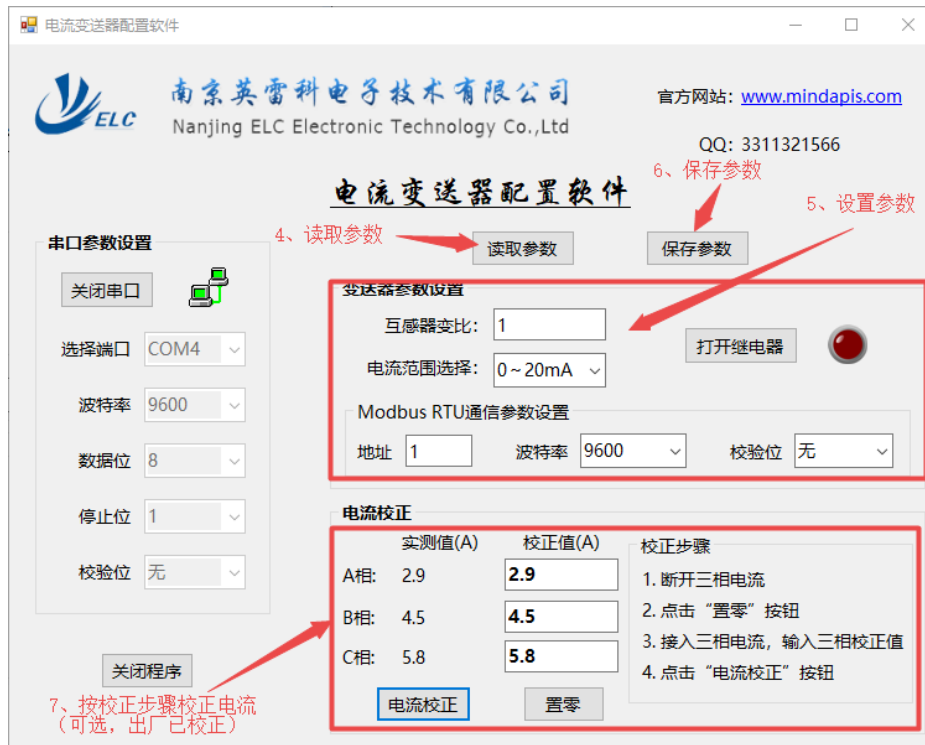 电流变送器配置软件
ELC
南京英雷科电子技术有限公司
Nanjing ELC Electronic Technology Co.,Ltd
官方网站：www.mindapis.com
QQ：3311321566
电流变送器配置软件
6、保存参数
5、设置参数
4、读取参数
读取参数
保存参数
串口参数设置
关闭串口
选择端口 COM4
波特率 9600
数据位 8
停止位 1
校验位 无
关闭程序
变送器参数设置
互感器变比： 1
电流范围选择： 0～20mA
打开继电器
Modbus RTU通信参数设置
地址 1 波特率 9600 校验位 无
电流校正
实测值(A) 校正值(A)
A相: 2.9 2.9
B相: 4.5 4.5
C相: 5.8 5.8
电流校正 置零
校正步骤
1. 断开三相电流
2. 点击“置零”按钮
3. 接入三相电流，输入三相校正值
4. 点击“电流校正”按钮
7、按校正步骤校正电流
（可选，出厂已校正）